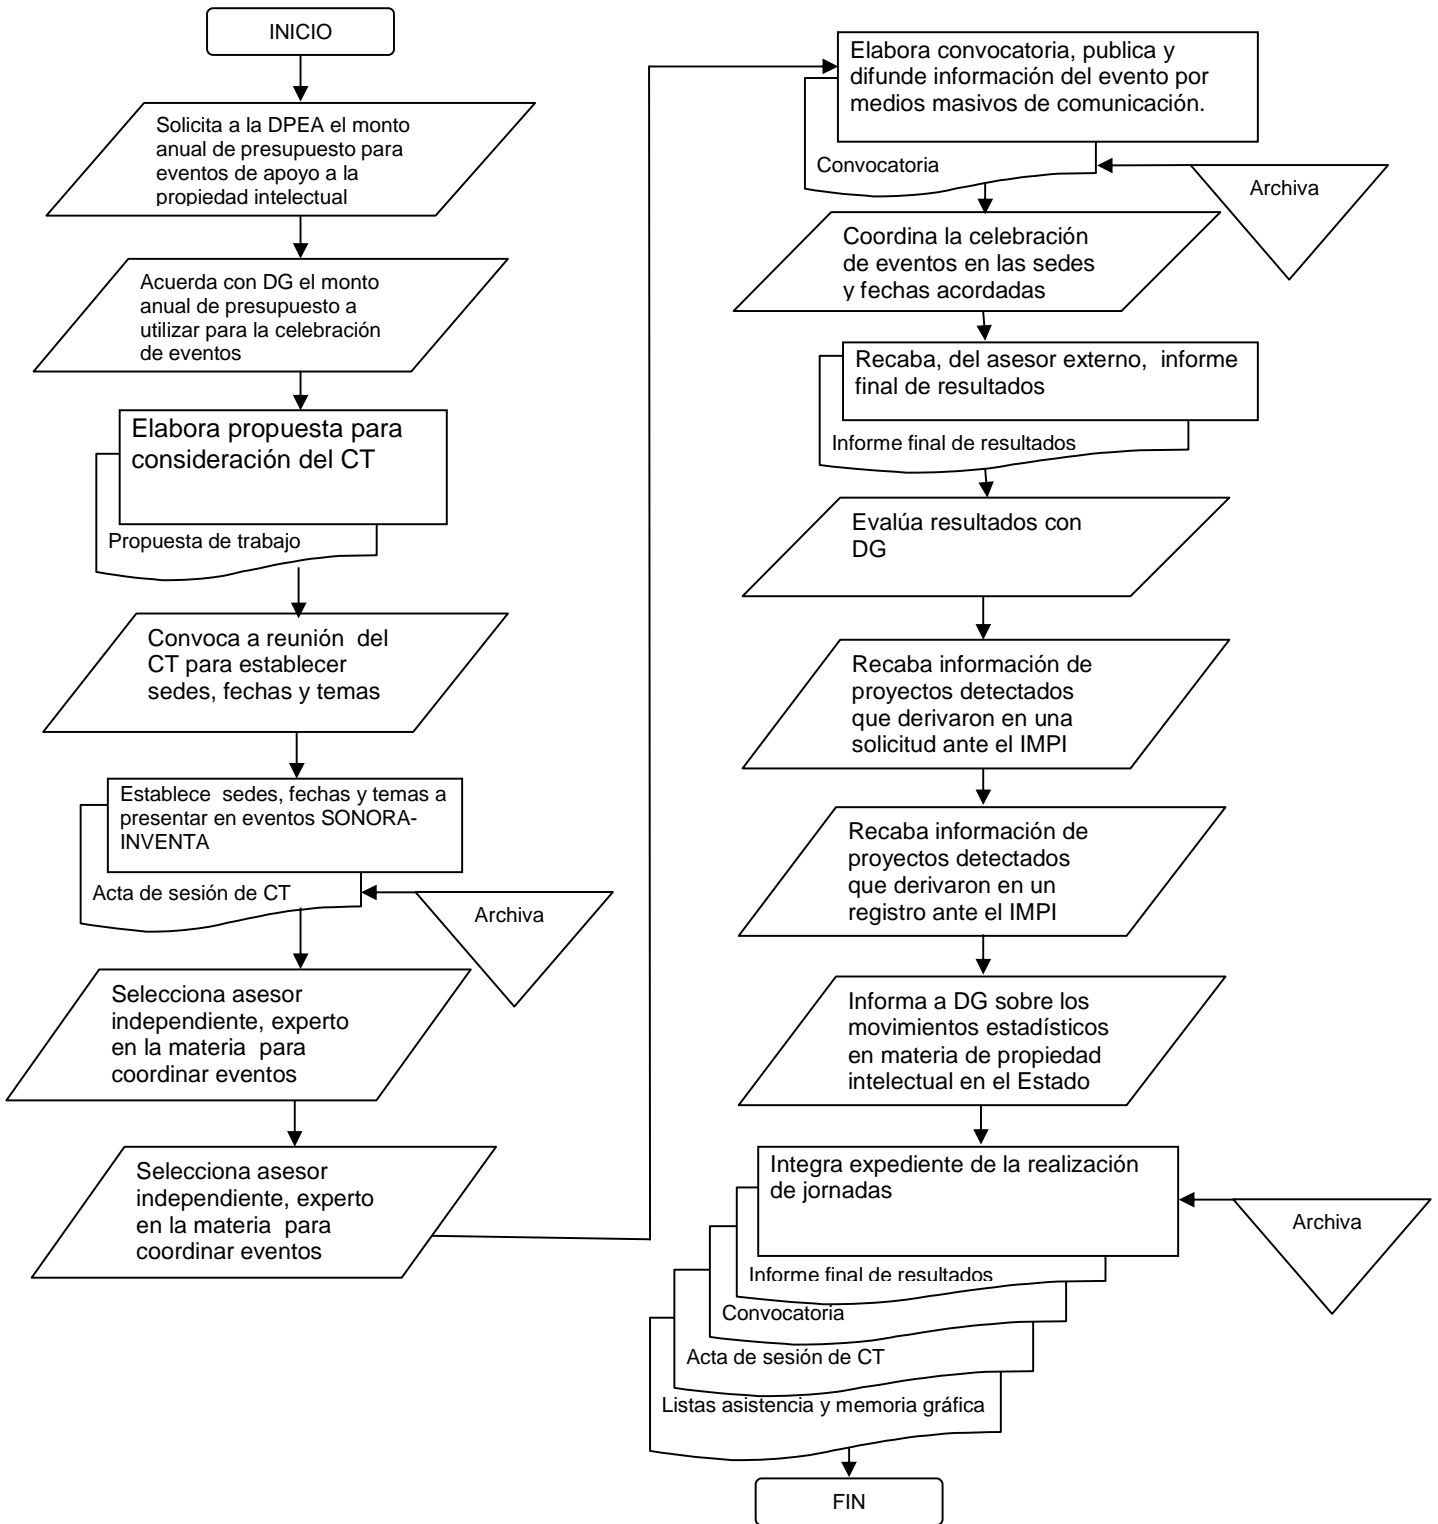 INICIO
Solicita a la DPEA el monto
anual de presupuesto para
eventos de apoyo a la
propiedad intelectual
Acuerda con DG el monto
anual de presupuesto a
utilizar para la celebración
de eventos
Elabora propuesta para
consideración del CT
Propuesta de trabajo
Convoca a reunión del
CT para establecer
sedes, fechas y temas
Establece sedes, fechas y temas a
presentar en eventos SONORA-
INVENTA
Acta de sesión de CT
Archiva
Selecciona asesor
independiente, experto
en la materia para
coordinar eventos
Selecciona asesor
independiente, experto
en la materia para
coordinar eventos
Elabora convocatoria, publica y
difunde información del evento por
medios masivos de comunicación.
Convocatoria
Archiva
Coordina la celebración
de eventos en las sedes
y fechas acordadas
Recaba, del asesor externo, informe
final de resultados
Informe final de resultados
Evalúa resultados con
DG
Recaba información de
proyectos detectados
que derivaron en una
solicitud ante el IMPI
Recaba información de
proyectos detectados
que derivaron en un
registro ante el IMPI
Informa a DG sobre los
movimientos estadísticos
en materia de propiedad
intelectual en el Estado
Integra expediente de la realización
de jornadas
Archiva
Informe final de resultados
Convocatoria
Acta de sesión de CT
Listas asistencia y memoria gráfica
FIN